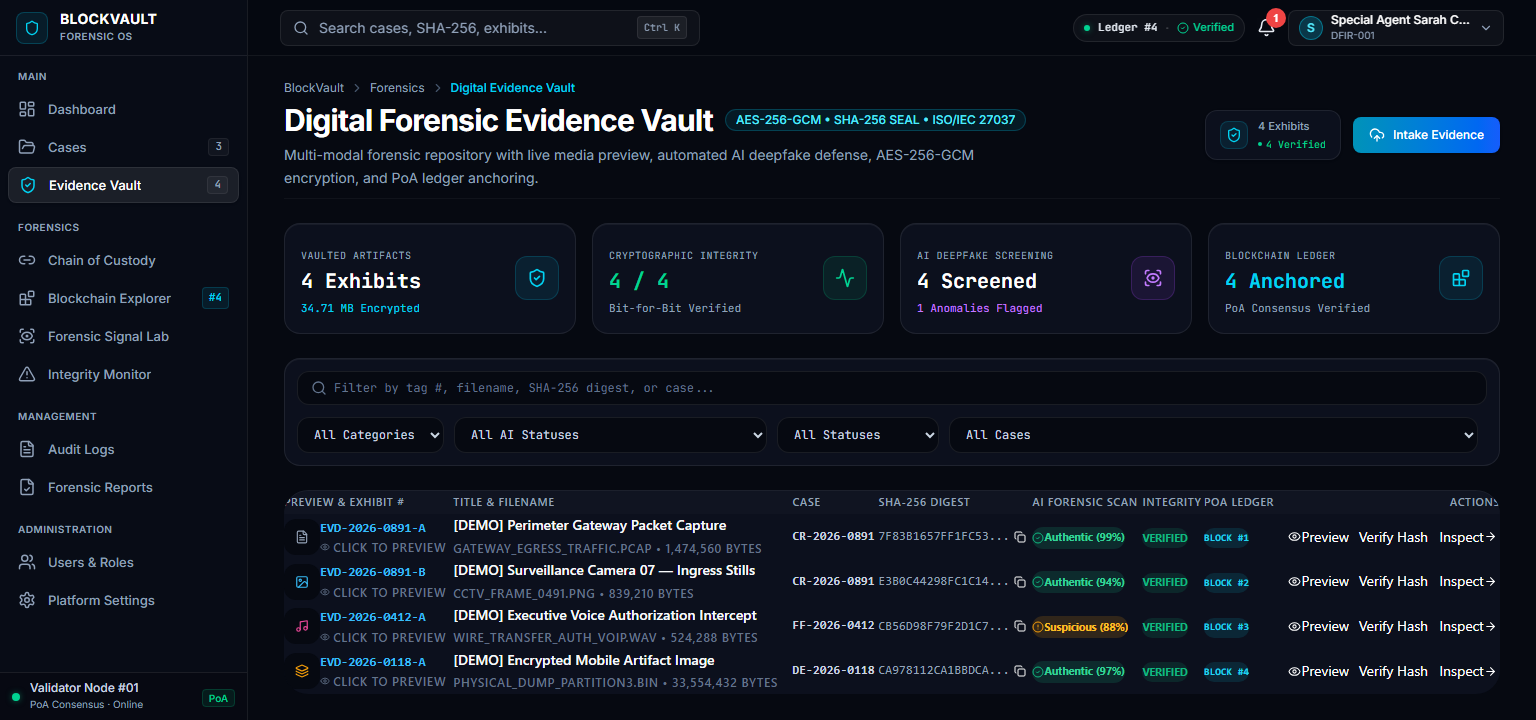 BLOCKVAULT
FORENSIC OS
Search cases, SHA-256, exhibits...
Ctrl K
Ledger #4 · Verified
1
S
Special Agent Sarah C...
DFIR-001
MAIN
Dashboard
Cases 3
Evidence Vault 4
FORENSICS
Chain of Custody
Blockchain Explorer #4
Forensic Signal Lab
Integrity Monitor
MANAGEMENT
Audit Logs
Forensic Reports
ADMINISTRATION
Users & Roles
Platform Settings
Validator Node #01
PoA Consensus · Online
PoA
BlockVault > Forensics > Digital Evidence Vault
Digital Forensic Evidence Vault
AES-256-GCM • SHA-256 SEAL • ISO/IEC 27037
Multi-modal forensic repository with live media preview, automated AI deepfake defense, AES-256-GCM
encryption, and PoA ledger anchoring.
4 Exhibits
• 4 Verified
Intake Evidence
VAULTED ARTIFACTS
4 Exhibits
34.71 MB Encrypted
CRYPTOGRAPHIC INTEGRITY
4 / 4
Bit-for-Bit Verified
AI DEEPFAKE SCREENING
4 Screened
1 Anomalies Flagged
BLOCKCHAIN LEDGER
4 Anchored
PoA Consensus Verified
Filter by tag #, filename, SHA-256 digest, or case...
All Categories All AI Statuses All Statuses All Cases
PREVIEW & EXHIBIT # TITLE & FILENAME CASE SHA-256 DIGEST AI FORENSIC SCAN INTEGRITY POA LEDGER ACTIONS
EVD-2026-0891-A [DEMO] Perimeter Gateway Packet Capture CR-2026-0891 7F83B1657FF1FC53... Authentic (99%) VERIFIED BLOCK #1 Preview Verify Hash Inspect→
CLICK TO PREVIEW GATEWAY_EGRESS_TRAFFIC.PCAP • 1,474,560 BYTES
EVD-2026-0891-B [DEMO] Surveillance Camera 07 — Ingress Stills CR-2026-0891 E3B0C44298FC1C14... Authentic (94%) VERIFIED BLOCK #2 Preview Verify Hash Inspect→
CLICK TO PREVIEW CCTV_FRAME_0491.PNG • 839,210 BYTES
EVD-2026-0412-A [DEMO] Executive Voice Authorization Intercept FF-2026-0412 CB56D98F79F2D1C7... Suspicious (88%) VERIFIED BLOCK #3 Preview Verify Hash Inspect→
CLICK TO PREVIEW WIRE_TRANSFER_AUTH_VOIP.WAV • 524,288 BYTES
EVD-2026-0118-A [DEMO] Encrypted Mobile Artifact Image DE-2026-0118 CA978112CA1BBDCA... Authentic (97%) VERIFIED BLOCK #4 Preview Verify Hash Inspect→
CLICK TO PREVIEW PHYSICAL_DUMP_PARTITION3.BIN • 33,554,432 BYTES